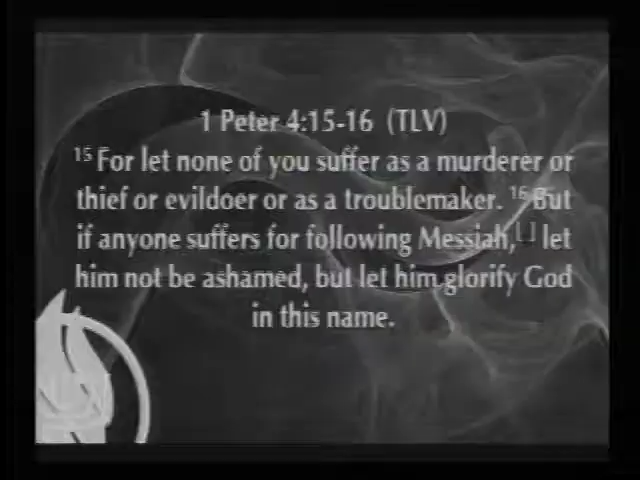 1 Peter 4:15-16 (TLV)
15 For let none of you suffer as a murderer or
thief or evildoer or as a troublemaker. 16 But
if anyone suffers for following Messiah,[ ] let
him not be ashamed, but let him glorify God
in this name.